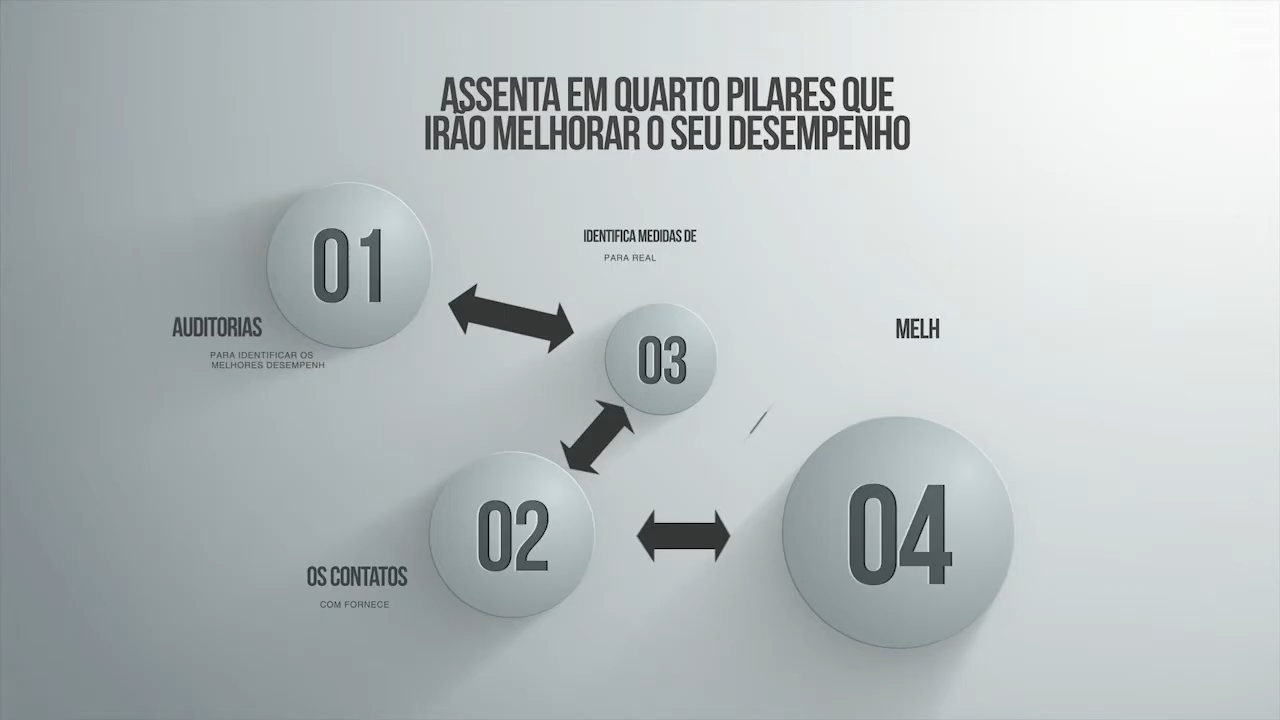 ASSENTA EM QUARTO PILARES QUE
IRÃO MELHORAR O SEU DESEMPENHO
01
AUDITORIAS
PARA IDENTIFICAR OS
MELHORES DESEMPENH
IDENTIFICA MEDIDAS DE
PARA REAL
03
MELH
04
02
OS CONTATOS
COM FORNECE